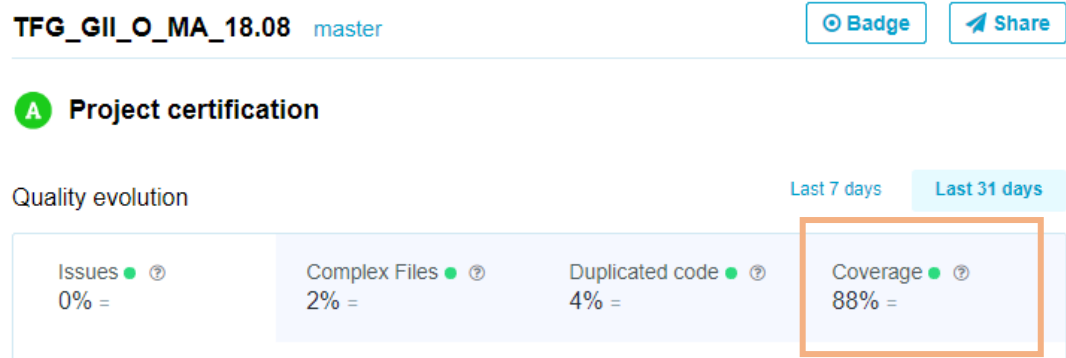 TFG_GII_O_MA_18.08 master Badge Share
A Project certification
Quality evolution Last 7 days Last 31 days
Issues Complex Files Duplicated code Coverage
0% = 2% = 4% = 88% =